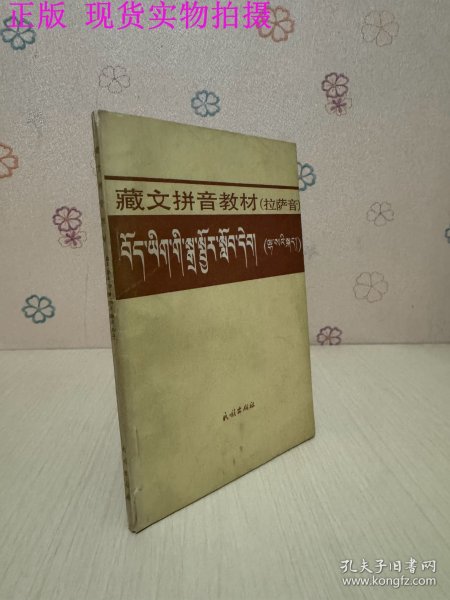 正版 现货实物拍摄
藏文拼音教材(拉萨音)
བོད་ཡིག་གི་སྒྲ་སྦྱོར་སློབ་དེབ།
民族出版社
孔夫子旧书网
www.kongfz.com